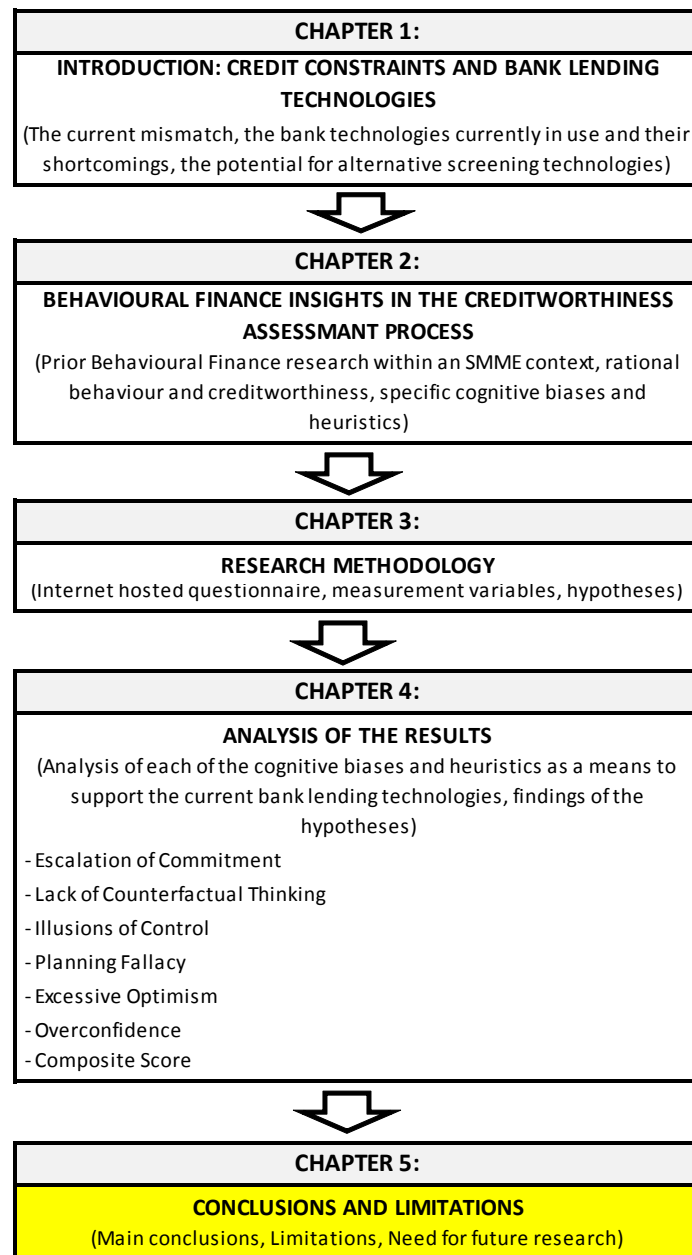 CHAPTER 1:
INTRODUCTION: CREDIT CONSTRAINTS AND BANK LENDING
TECHNOLOGIES
(The current mismatch, the bank technologies currently in use and their
shortcomings, the potential for alternative screening technologies)
CHAPTER 2:
BEHAVIOURAL FINANCE INSIGHTS IN THE CREDITWORTHINESS
ASSESSMANT PROCESS
(Prior Behavioural Finance research within an SMME context, rational
behaviour and creditworthiness, specific cognitive biases and
heuristics)
CHAPTER 3:
RESEARCH METHODOLOGY
(Internet hosted questionnaire, measurement variables, hypotheses)
CHAPTER 4:
ANALYSIS OF THE RESULTS
(Analysis of each of the cognitive biases and heuristics as a means to
support the current bank lending technologies, findings of the
hypotheses)
- Escalation of Commitment
- Lack of Counterfactual Thinking
- Illusions of Control
- Planning Fallacy
- Excessive Optimism
- Overconfidence
- Composite Score
CHAPTER 5:
CONCLUSIONS AND LIMITATIONS
(Main conclusions, Limitations, Need for future research)